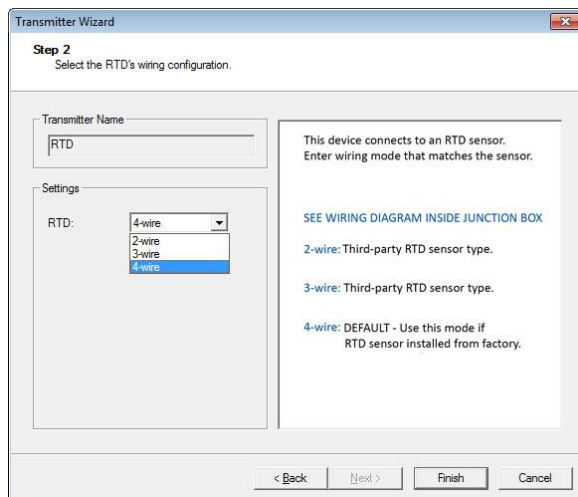 Transmitter Wizard
Step 2
Select the RTD's wiring configuration.
Transmitter Name
RTD
Settings
RTD:
4-wire
2-wire
3-wire
4-wire
This device connects to an RTD sensor.
Enter wiring mode that matches the sensor.
SEE WIRING DIAGRAM INSIDE JUNCTION BOX
2-wire: Third-party RTD sensor type.
3-wire: Third-party RTD sensor type.
4-wire: DEFAULT - Use this mode if
RTD sensor installed from factory.
< Back
Next >
Finish
Cancel